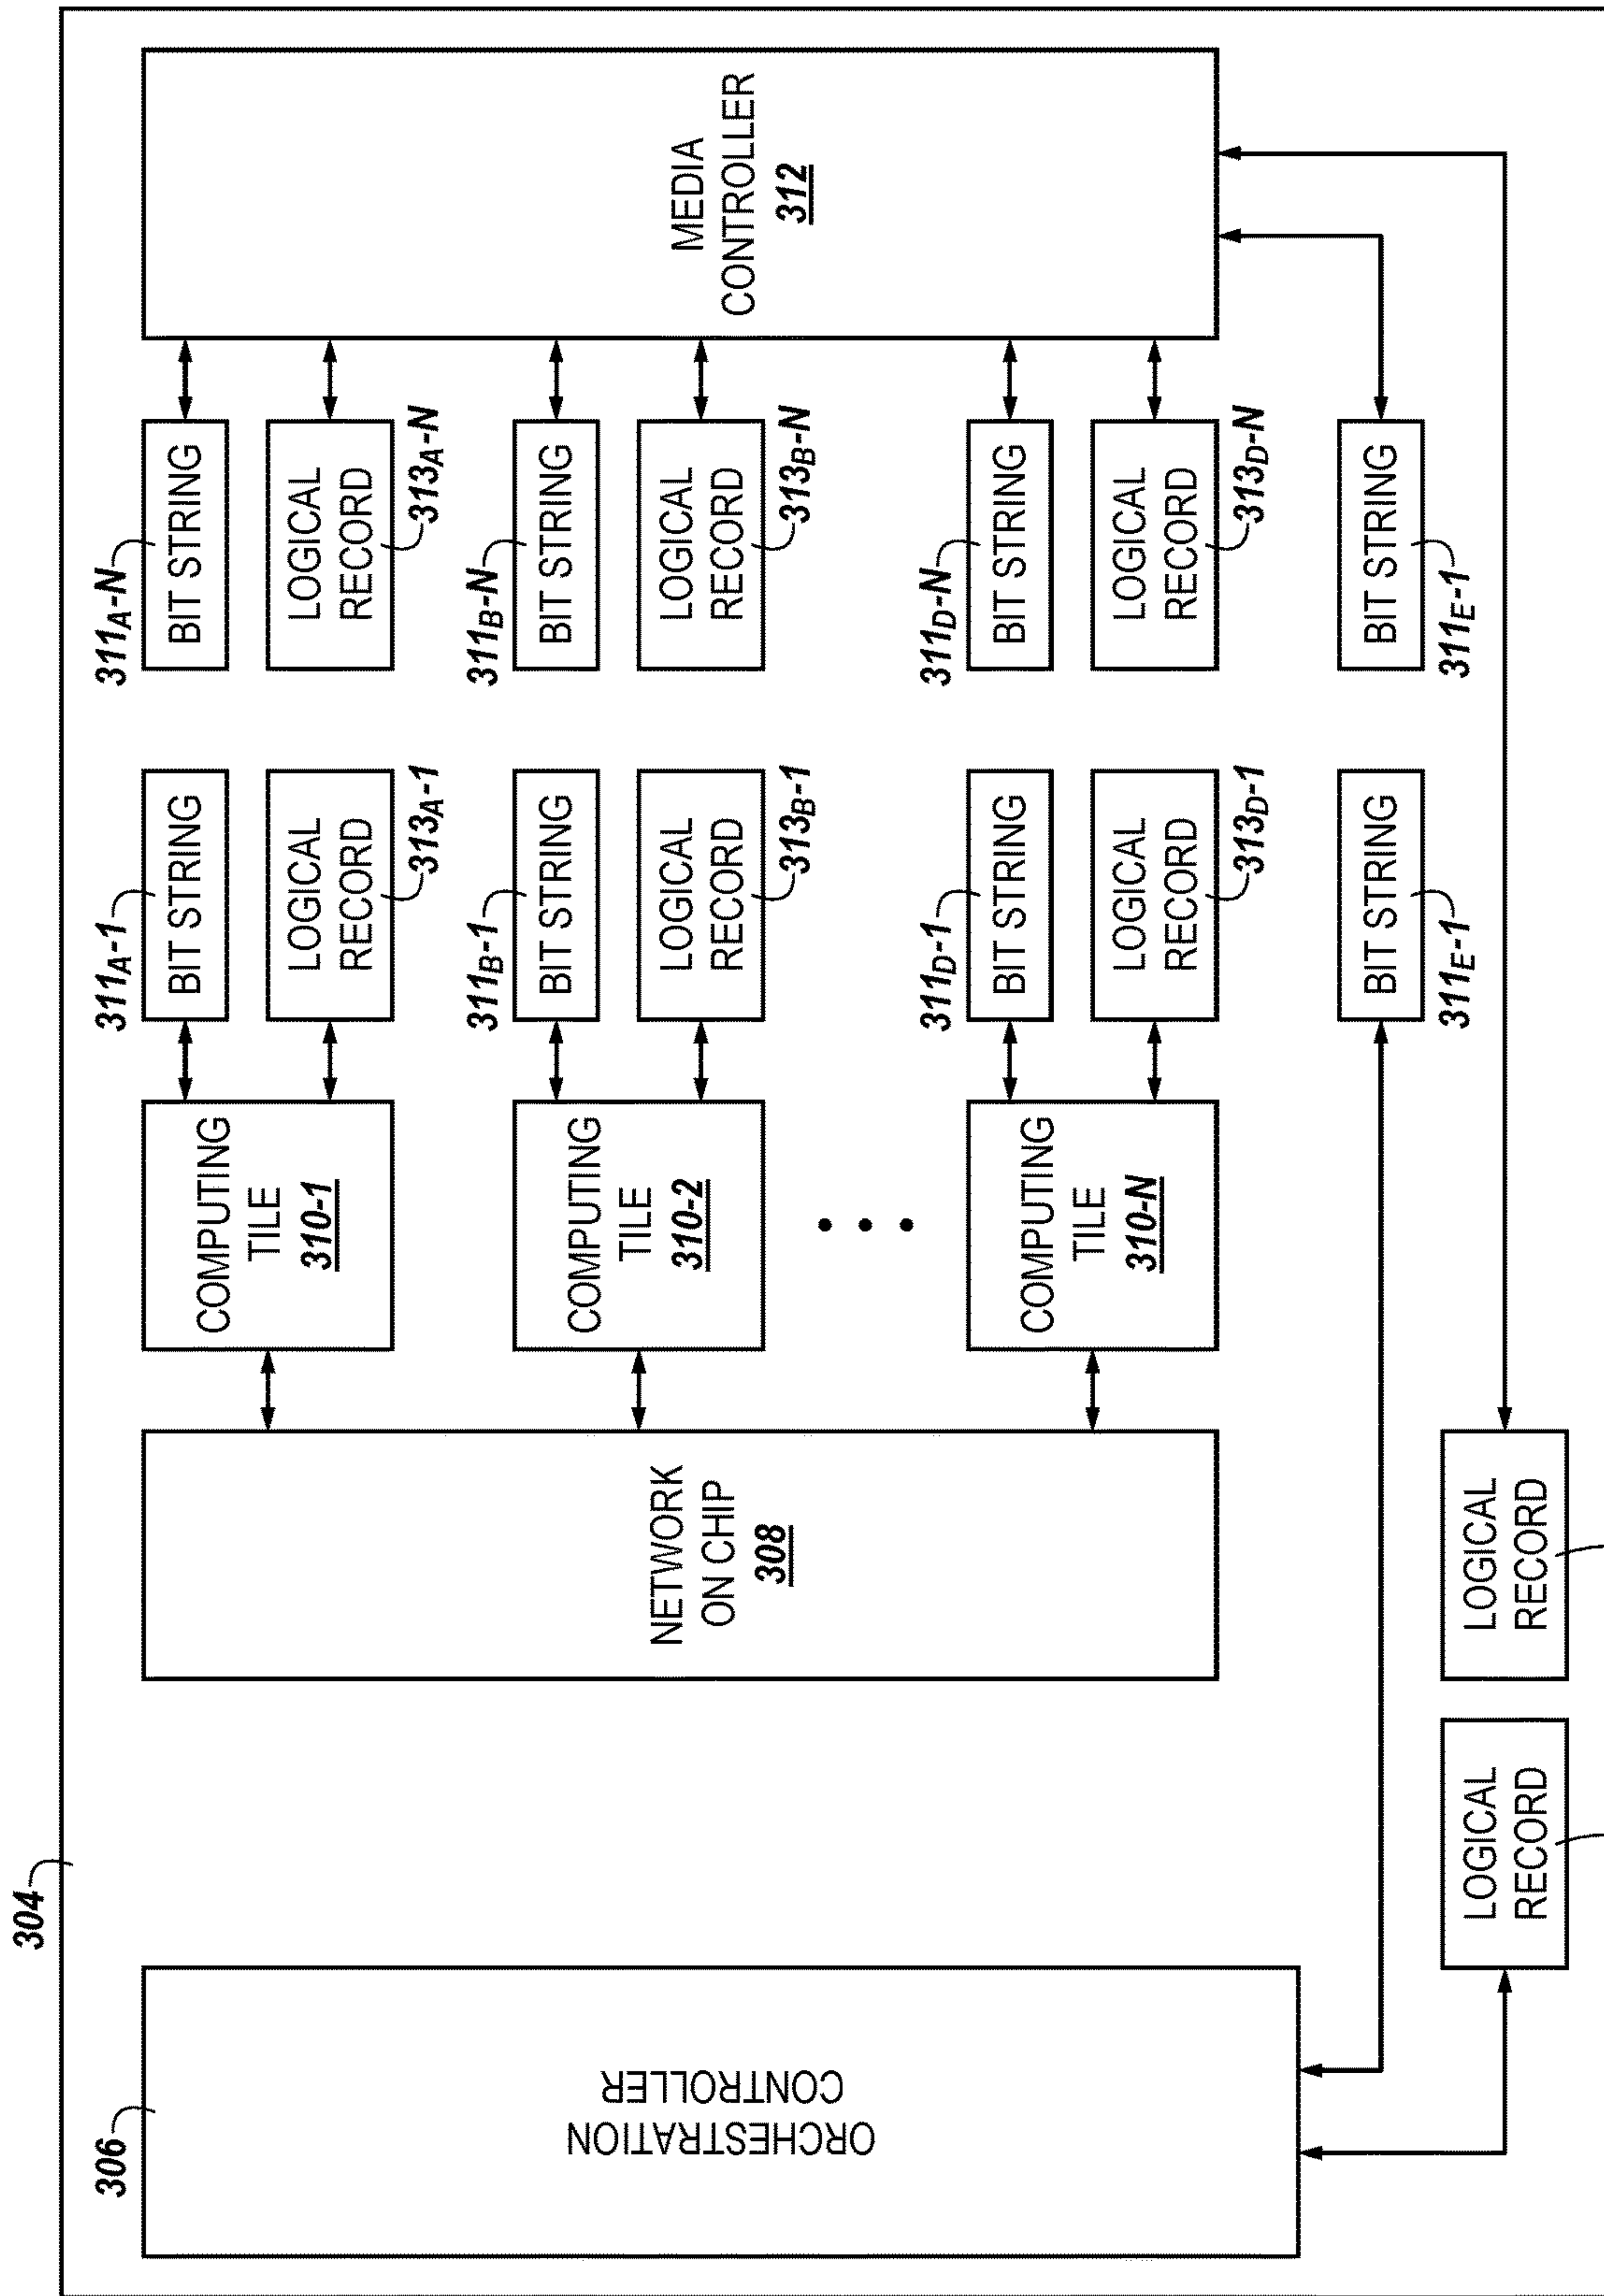 304
306
ORCHESTRATION
CONTROLLER
NETWORK
ON CHIP
308
COMPUTING
TILE
310-1
COMPUTING
TILE
310-2
COMPUTING
TILE
310-N
311A-1
BIT STRING
LOGICAL
RECORD
313A-1
311B-1
BIT STRING
LOGICAL
RECORD
313B-1
311D-1
BIT STRING
LOGICAL
RECORD
313D-1
BIT STRING
311E-1
311A-N
BIT STRING
LOGICAL
RECORD
313A-N
311B-N
BIT STRING
LOGICAL
RECORD
313B-N
311D-N
BIT STRING
LOGICAL
RECORD
313D-N
BIT STRING
311E-1
MEDIA
CONTROLLER
312
LOGICAL
RECORD
LOGICAL
RECORD